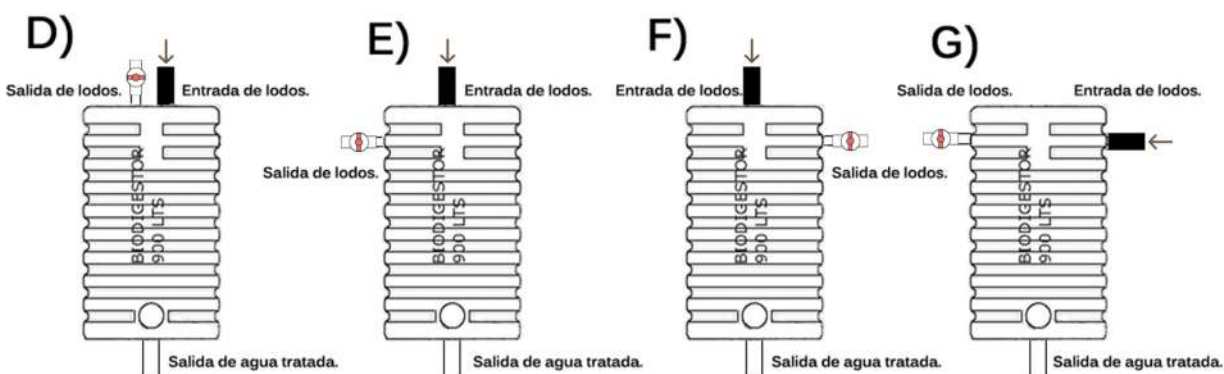 D)
Salida de lodos.
Entrada de lodos.
BIODIGESTOR
900 LTS
Salida de agua tratada.
E)
Entrada de lodos.
Salida de lodos.
BIODIGESTOR
900 LTS
Salida de agua tratada.
F)
Entrada de lodos.
Salida de lodos.
BIODIGESTOR
900 LTS
Salida de agua tratada.
G)
Salida de lodos.
Entrada de lodos.
BIODIGESTOR
900 LTS
Salida de agua tratada.